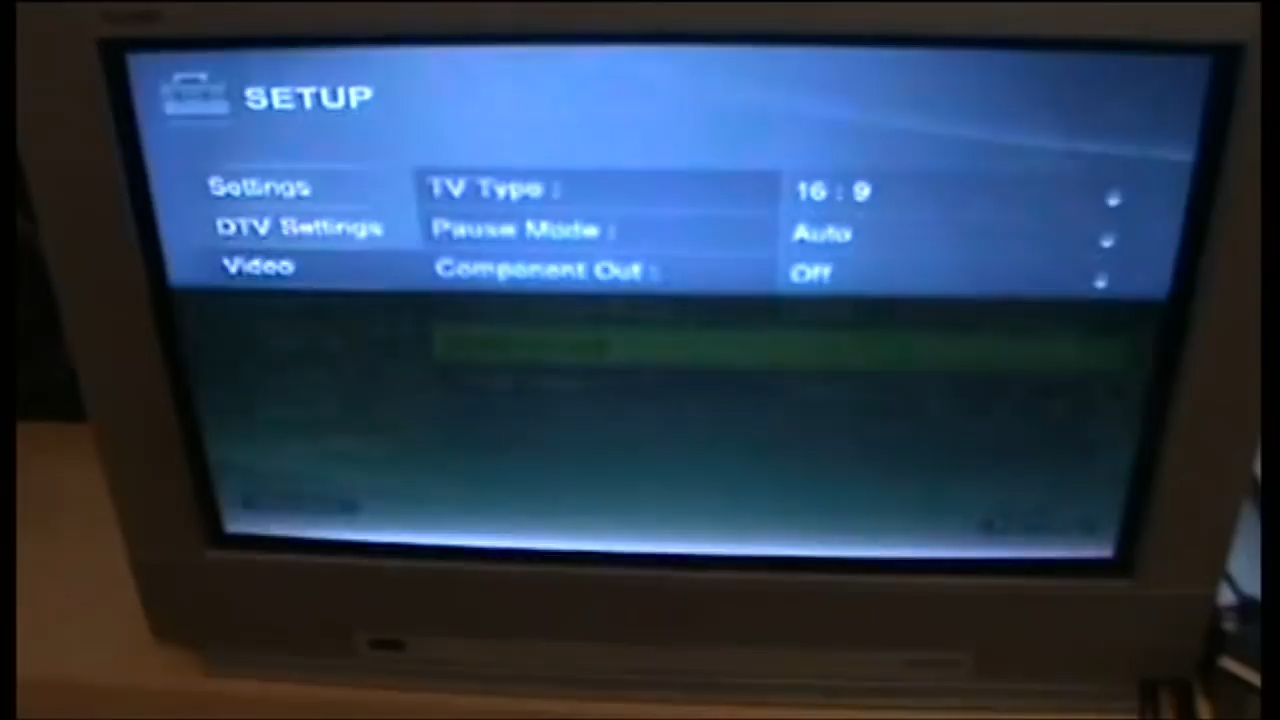 SETUP
Settings TV Type : 16 : 9
DTV Settings Pause Mode : Auto
Video Component Out : Off